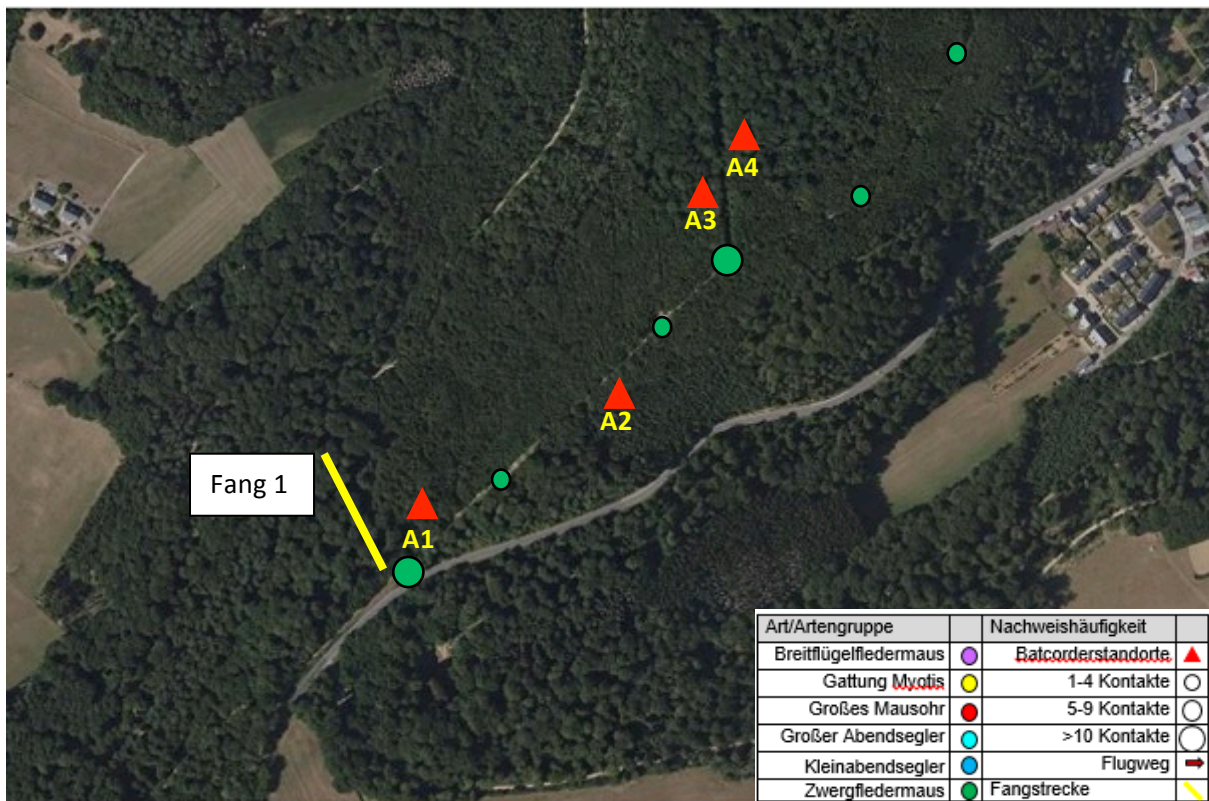 A4
A3
A2
Fang 1
A1
Art/Artengruppe Nachweishäufigkeit
Breitflügelfledermaus Batcorderstandorte
Gattung Myotis 1-4 Kontakte
Großes Mausohr 5-9 Kontakte
Großer Abendsegler >10 Kontakte
Kleinabendsegler Flugweg
Zwergfledermaus Fangstrecke